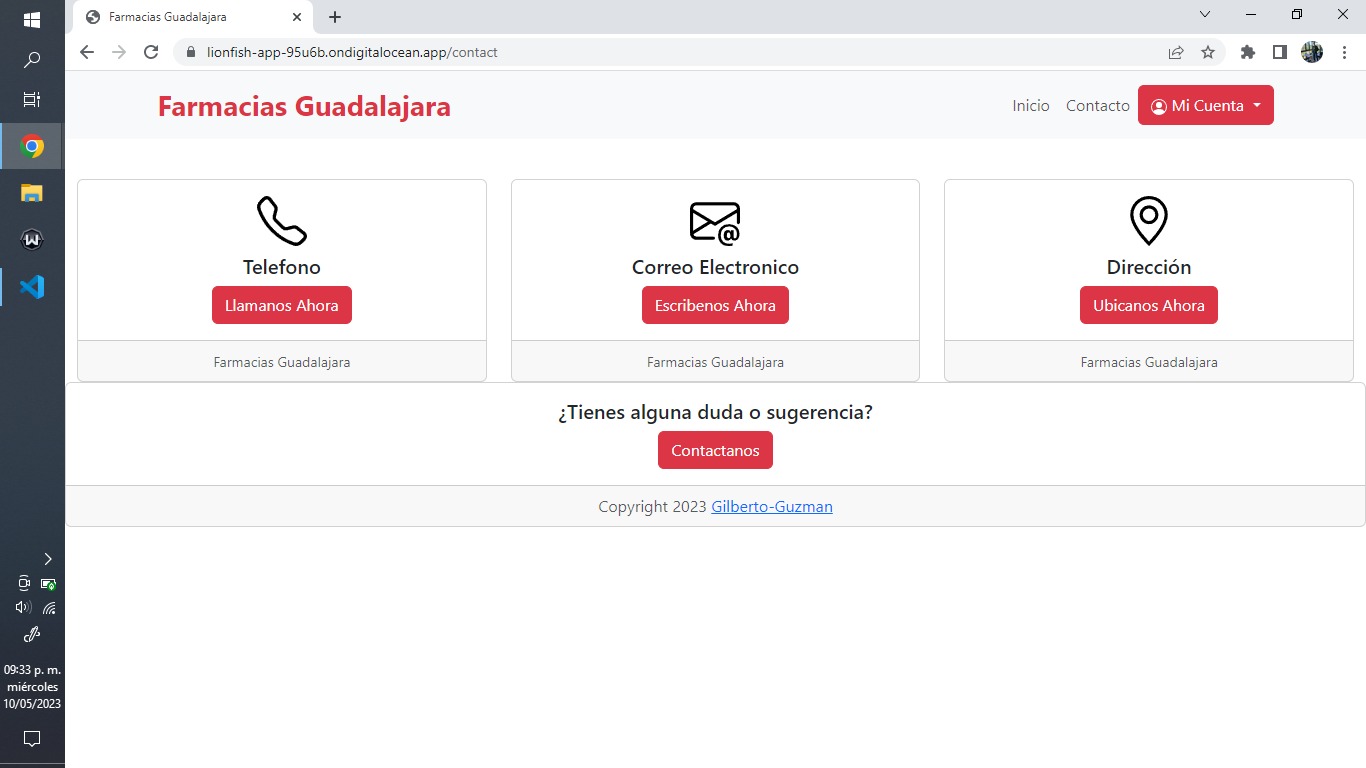 Farmacias Guadalajara
lionfish-app-95u6b.ondigitalocean.app/contact
Farmacias Guadalajara
Inicio Contacto Mi Cuenta
Telefono
Llamanos Ahora
Farmacias Guadalajara
Correo Electronico
Escribenos Ahora
Farmacias Guadalajara
Dirección
Ubicanos Ahora
Farmacias Guadalajara
¿Tienes alguna duda o sugerencia?
Contactanos
Copyright 2023 Gilberto-Guzman
09:33 p. m.
miércoles
10/05/2023